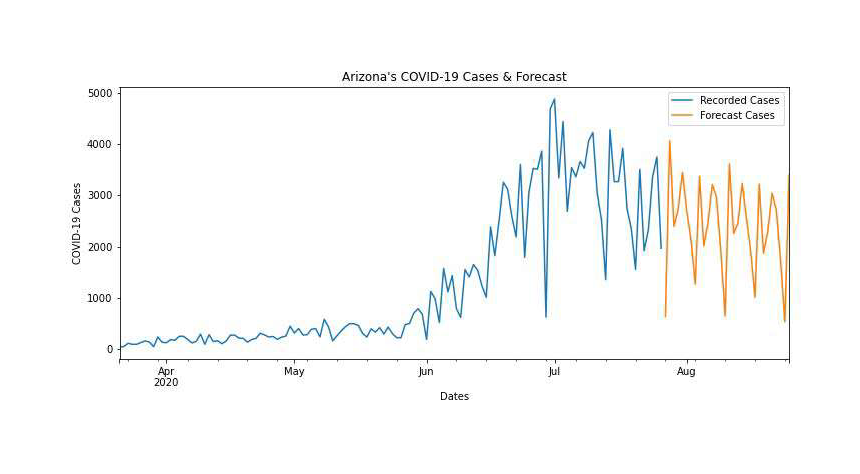 Arizona's COVID-19 Cases & Forecast
Recorded Cases
Forecast Cases
COVID-19 Cases
5000
4000
3000
2000
1000
0
Apr
2020
May
Jun
Jul
Aug
Dates